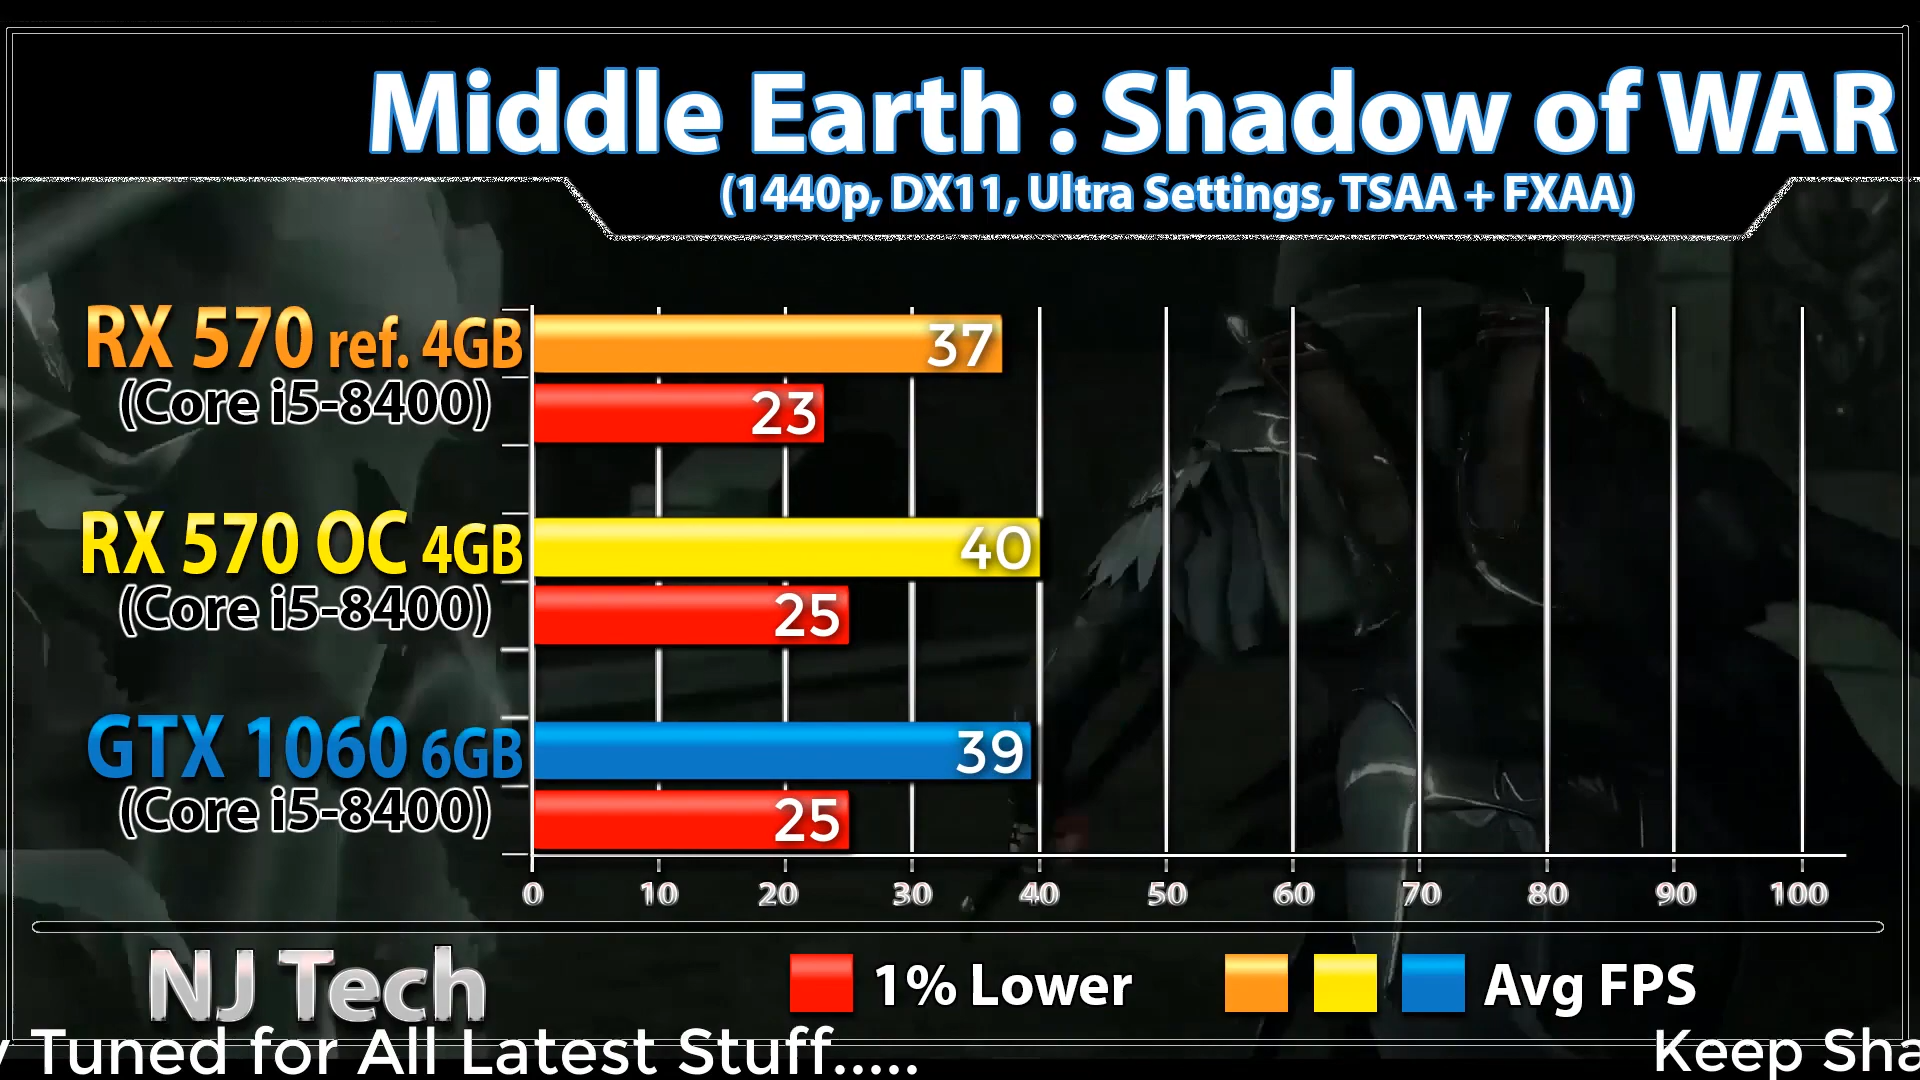 Middle Earth : Shadow of WAR
(1440p, DX11, Ultra Settings, TSAA + FXAA)
RX 570 ref. 4GB
(Core i5-8400)
37
23
RX 570 OC 4GB
(Core i5-8400)
40
25
GTX 1060 6GB
(Core i5-8400)
39
25
0 10 20 30 40 50 60 70 80 90 100
NJ Tech
1% Lower
Avg FPS
Tuned for All Latest Stuff..... Keep Sha